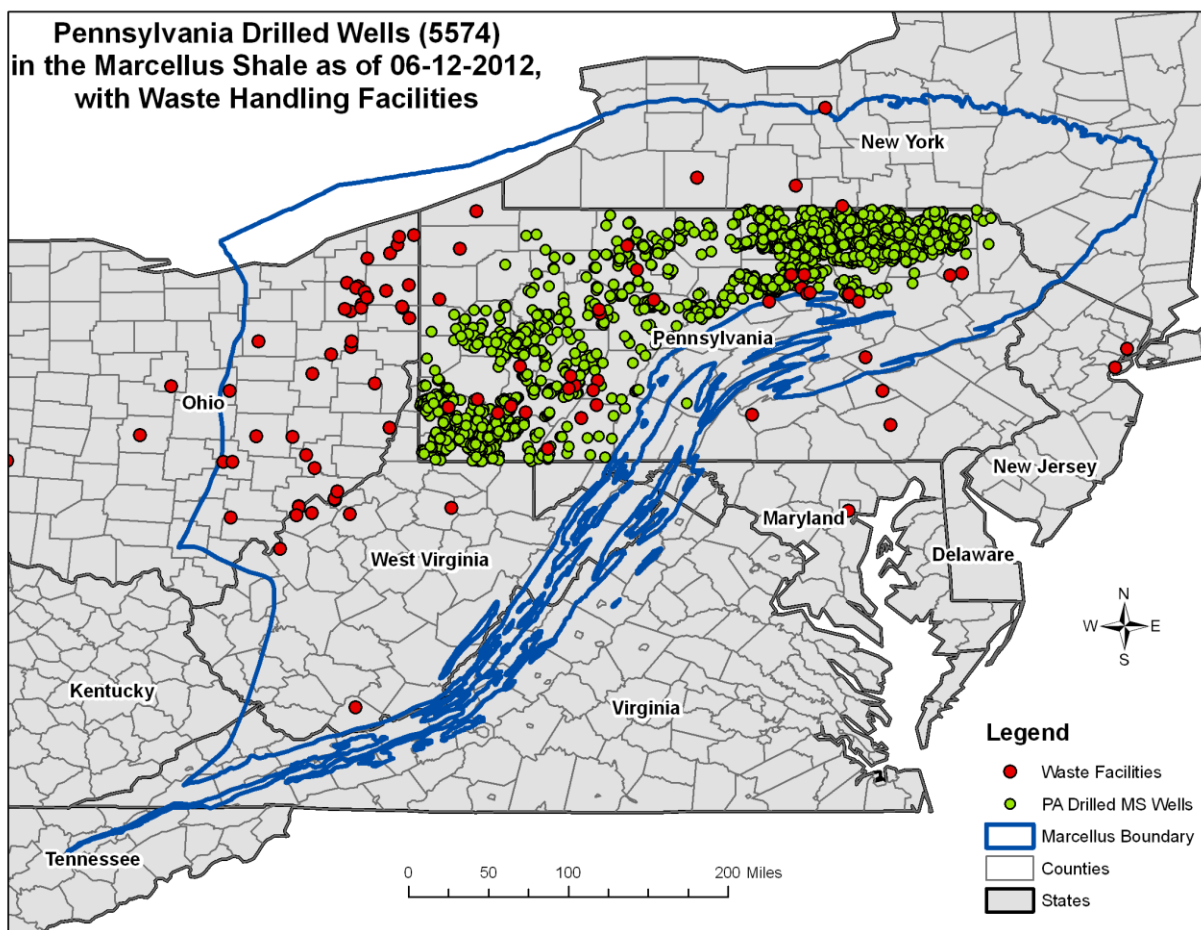 Pennsylvania Drilled Wells (5574)
in the Marcellus Shale as of 06-12-2012,
with Waste Handling Facilities
New York
Pennsylvania
Ohio
New Jersey
Maryland
Delaware
West Virginia
N
W E
S
Kentucky
Virginia
Tennessee
Legend
Waste Facilities
PA Drilled MS Wells
Marcellus Boundary
Counties
States
0 50 100 200 Miles